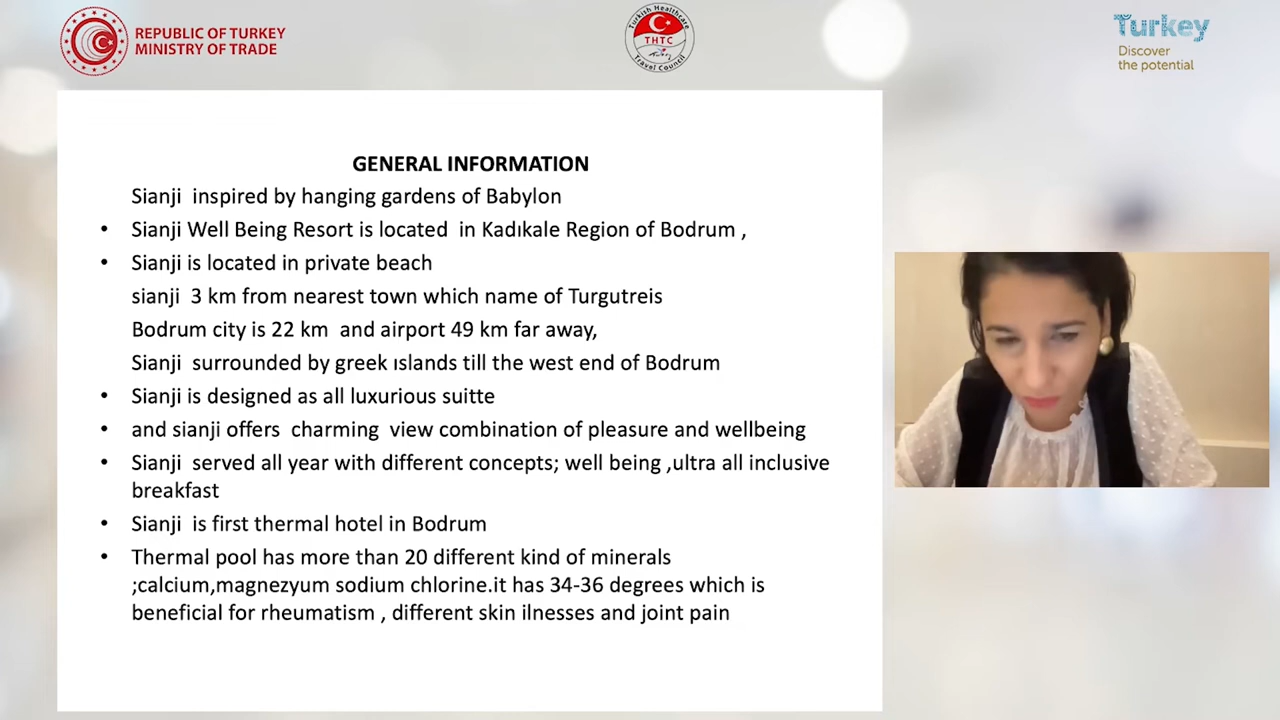 REPUBLIC OF TURKEY
MINISTRY OF TRADE
Turkish Healthcare
THTC
Travel Council
Turkey
Discover
the potential
GENERAL INFORMATION
Sianji inspired by hanging gardens of Babylon
• Sianji Well Being Resort is located in Kadıkale Region of Bodrum ,
• Sianji is located in private beach
sianji 3 km from nearest town which name of Turgutreis
Bodrum city is 22 km and airport 49 km far away,
Sianji surrounded by greek ıslands till the west end of Bodrum
• Sianji is designed as all luxurious suitte
• and sianji offers charming view combination of pleasure and wellbeing
• Sianji served all year with different concepts; well being ,ultra all inclusive
breakfast
• Sianji is first thermal hotel in Bodrum
• Thermal pool has more than 20 different kind of minerals
;calcium,magnezyum sodium chlorine.it has 34-36 degrees which is
beneficial for rheumatism , different skin ilnesses and joint pain